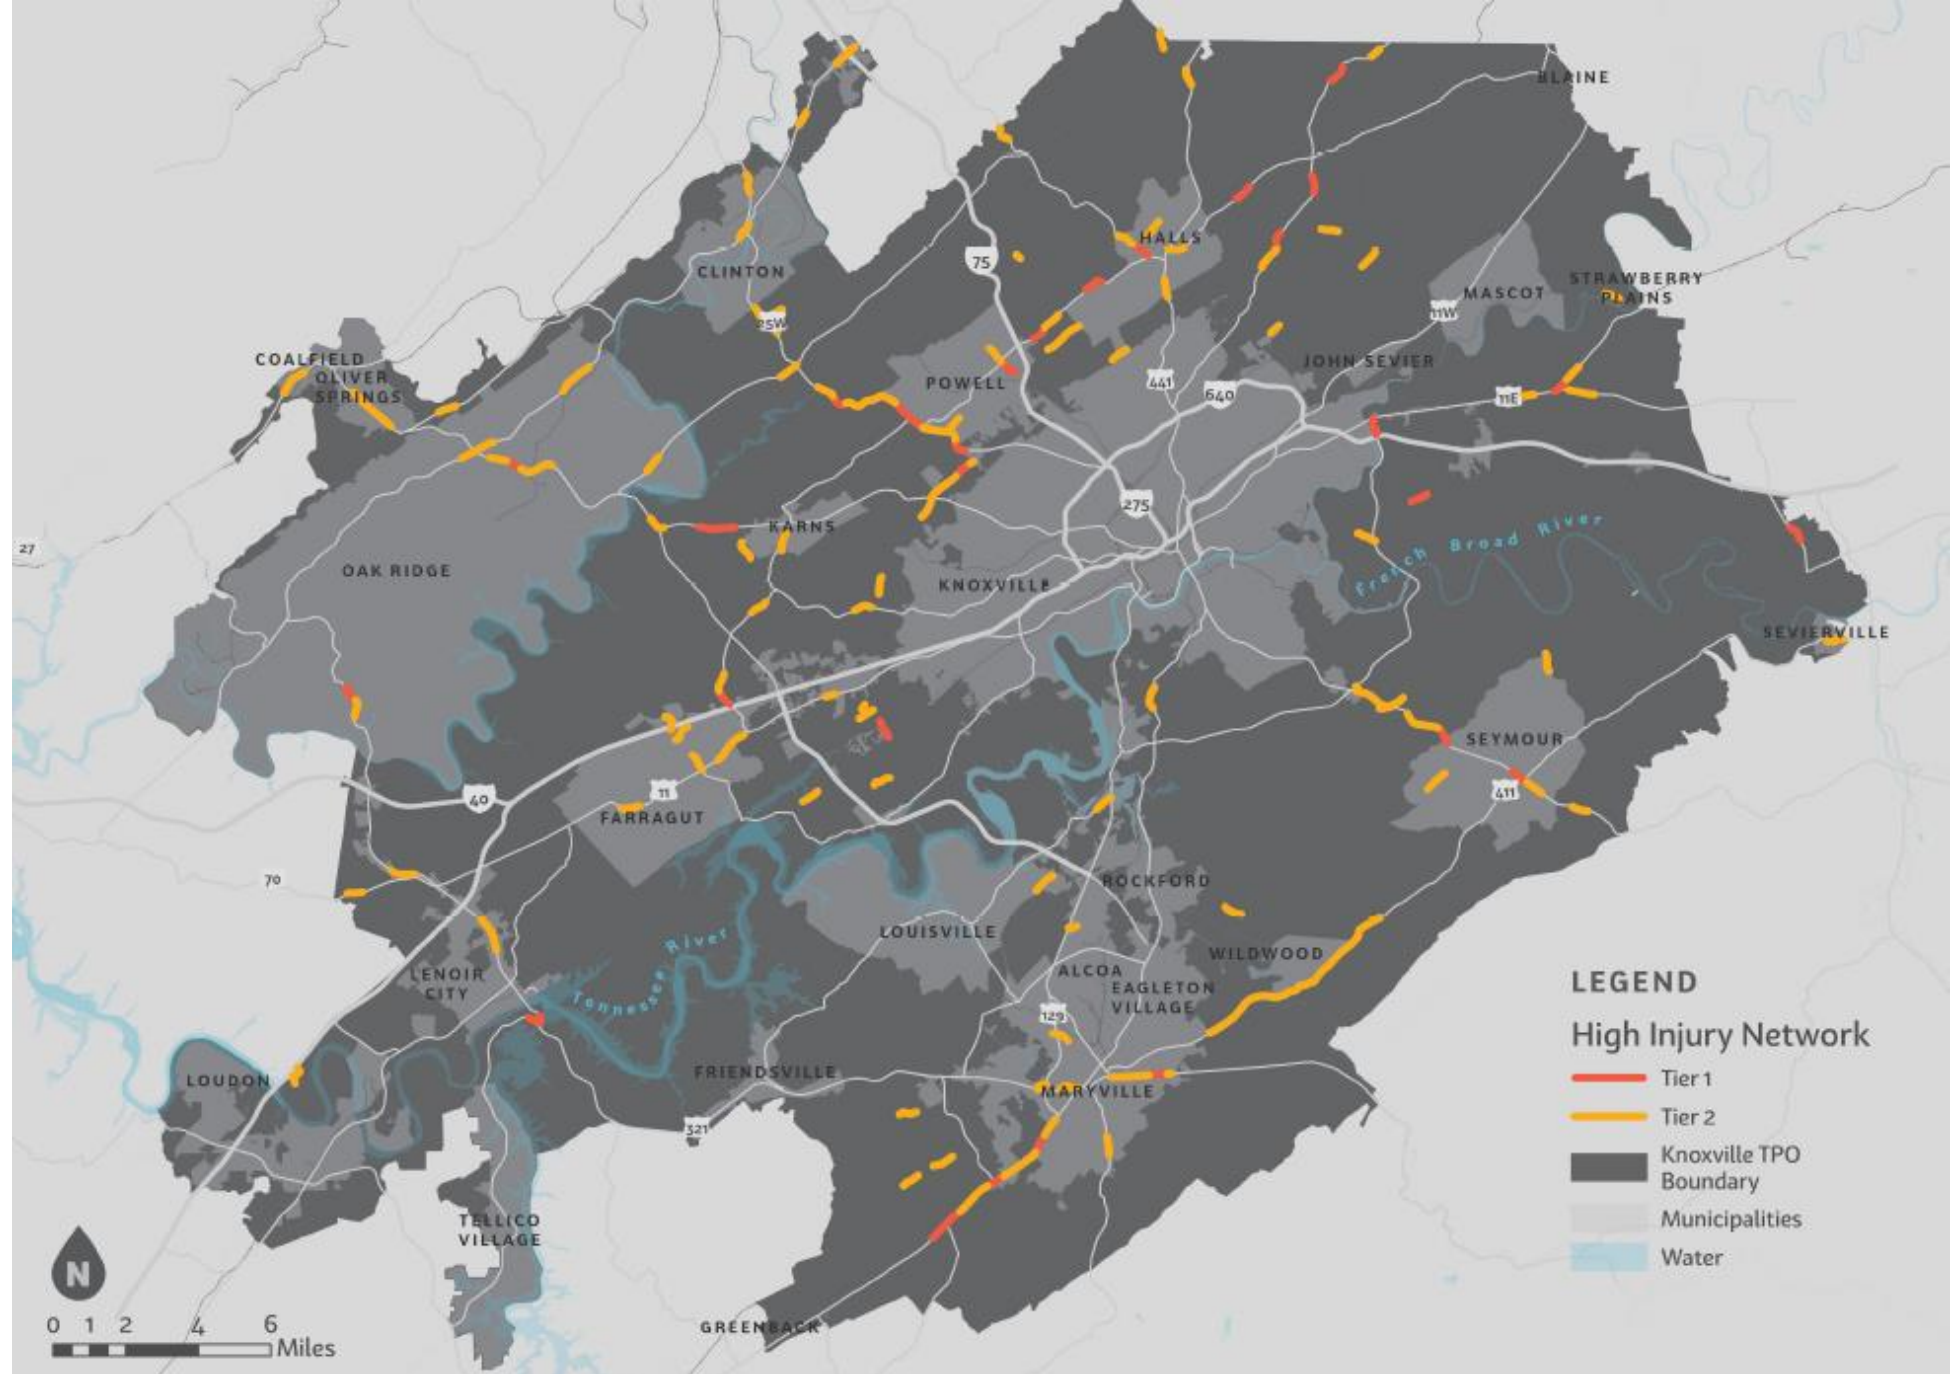 BLAINE
HALLS
75
CLINTON
STRAWBERRY
PLAINS
MASCOT
11W
25W
COALFIELD
OLIVER
SPRINGS
JOHN SEVIER
POWELL
441
640
11E
275
KARNS
27
French Broad River
OAK RIDGE
KNOXVILLE
SEVIERVILLE
SEYMOUR
411
40
11
FARRAGUT
70
ROCKFORD
LOUISVILLE
Tennessee River
WILDWOOD
LENOIR
CITY
ALCOA
EAGLETON
VILLAGE
129
LOUDON
FRIENDSVILLE
MARYVILLE
321
TELLICO
VILLAGE
GREENBACK
LEGEND
High Injury Network
Tier 1
Tier 2
Knoxville TPO
Boundary
Municipalities
Water
N
0 1 2 4 6
Miles